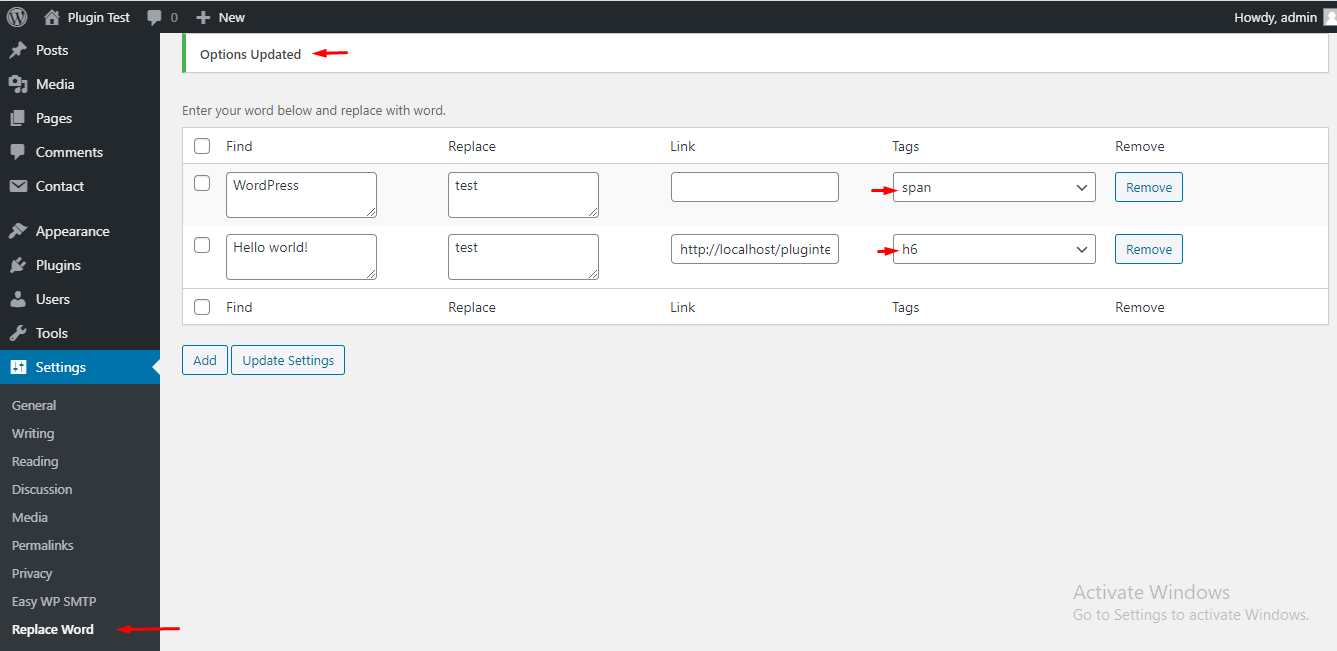 Plugin Test 0 New Howdy, admin
Posts
Media
Pages
Comments
Contact
Appearance
Plugins
Users
Tools
Settings
General
Writing
Reading
Discussion
Media
Permalinks
Privacy
Easy WP SMTP
Replace Word
Options Updated
Enter your word below and replace with word.
Find Replace Link Tags Remove
WordPress test span Remove
Hello world! test http://localhost/pluginte h6 Remove
Find Replace Link Tags Remove
Add Update Settings
Activate Windows
Go to Settings to activate Windows.